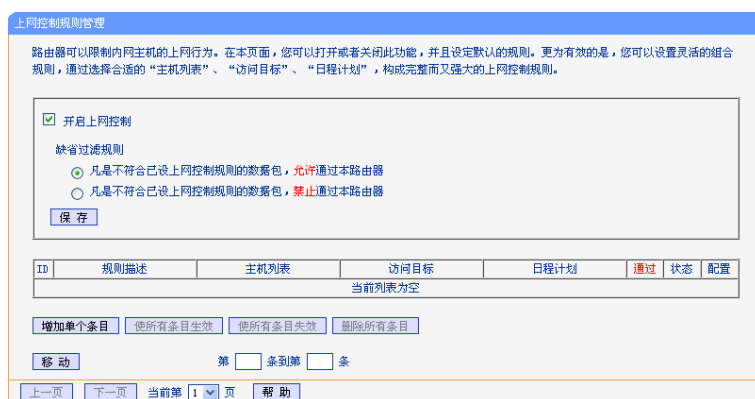 上网控制规则管理
路由器可以限制内网主机的上网行为。在本页面，您可以打开或者关闭此功能，并且设定默认的规则。更为有效的是，您可以设置灵活的组合
规则，通过选择合适的“主机列表”、“访问目标”、“日程计划”，构成完整而又强大的上网控制规则。
开启上网控制
缺省过滤规则
凡是不符合已设上网控制规则的数据包，允许通过本路由器
凡是不符合已设上网控制规则的数据包，禁止通过本路由器
保 存
ID 规则描述 主机列表 访问目标 日程计划 通过 状态 配置
当前列表为空
增加单个条目 使所有条目生效 使所有条目失效 删除所有条目
移 动 第 条到第 条
上一页 下一页 当前第 1 页 帮 助